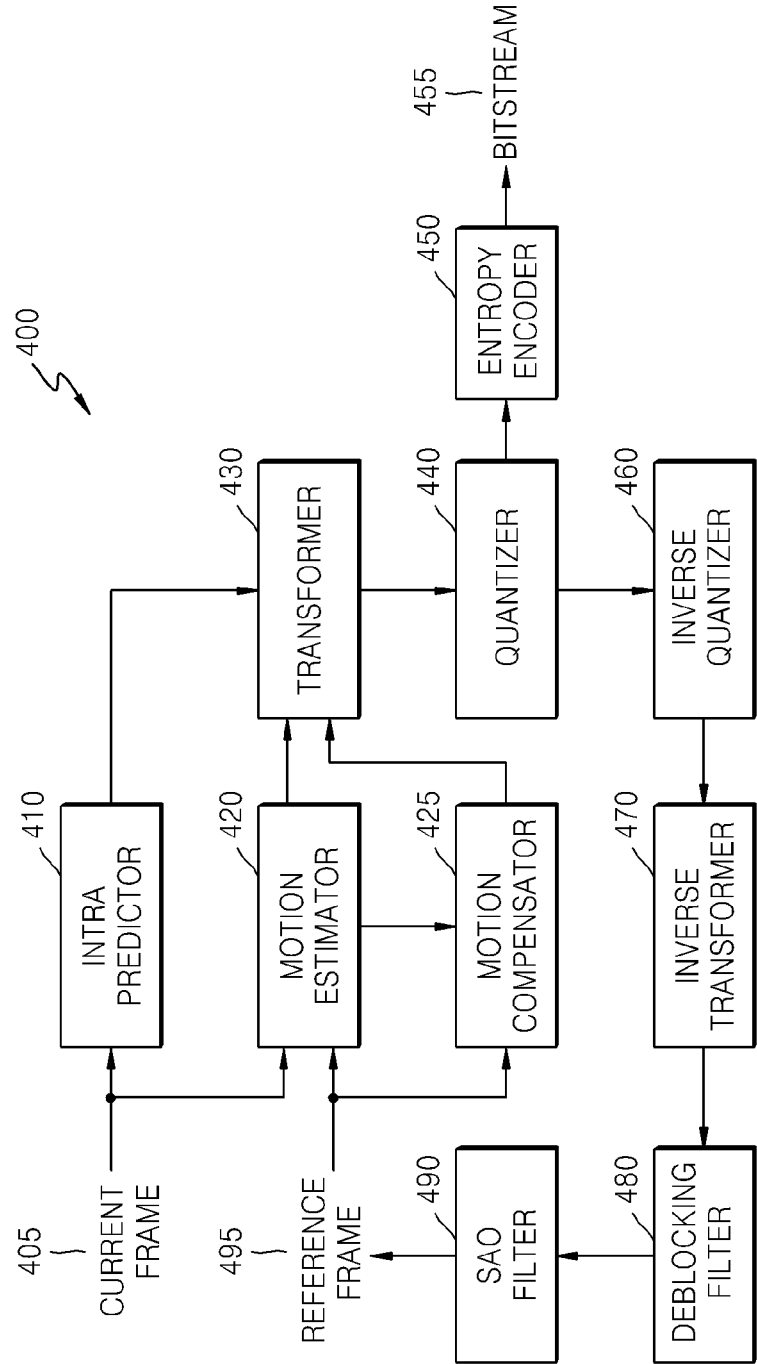 400
405
CURRENT
FRAME
410
INTRA
PREDICTOR
495
REFERENCE
FRAME
420
MOTION
ESTIMATOR
430
TRANSFORMER
490
SAO
FILTER
425
MOTION
COMPENSATOR
440
QUANTIZER
450
ENTROPY
ENCODER
455
BITSTREAM
480
DEBLOCKING
FILTER
470
INVERSE
TRANSFORMER
460
INVERSE
QUANTIZER